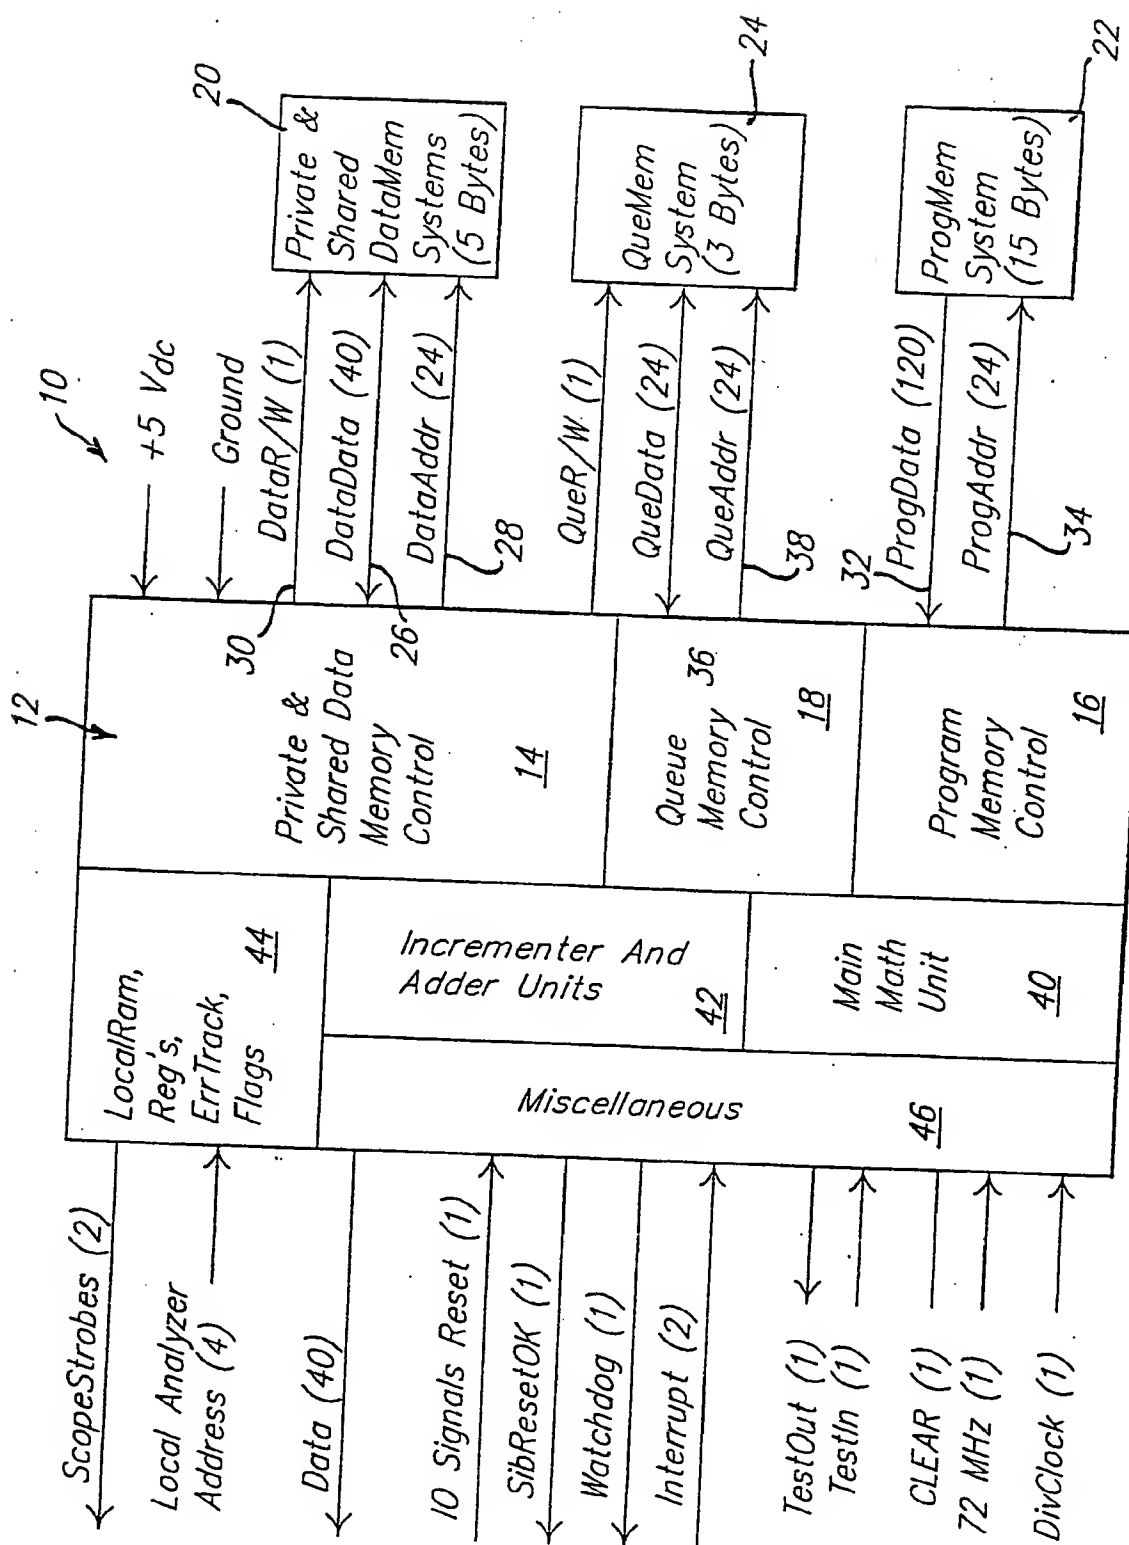 10
12
+5 Vdc
Ground
DataR/W (1)
DataData (40)
DataAddr (24)
30
26
28
20
Private &
Shared
DataMem
Systems
(5 Bytes)
QueR/W (1)
QueData (24)
QueAddr (24)
38
24
QueMem
System
(3 Bytes)
ProgData (120)
ProgAddr (24)
32
34
22
ProgMem
System
(15 Bytes)
Private &
Shared Data
Memory
Control
14
Queue
Memory
Control
36
18
Program
Memory
Control
16
LocalRam,
Reg's,
ErrTrack,
Flags
44
Incrementer And
Adder Units
42
Main
Math
Unit
40
Miscellaneous
46
ScopeStrobes (2)
Local Analyzer
Address (4)
Data (40)
IO Signals Reset (1)
SibResetOK (1)
Watchdog (1)
Interrupt (2)
TestOut (1)
TestIn (1)
CLEAR (1)
72 MHz (1)
DivClock (1)